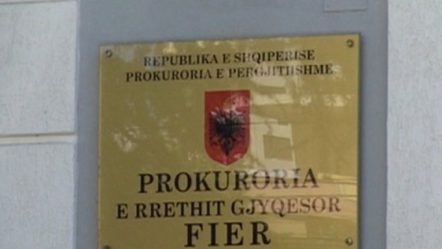 REPUBLIKA E SHQIPERISE
PROKURORIA E PERGJITHSHME
PROKURORIA
E RRETHIT GJYQESOR
FIER